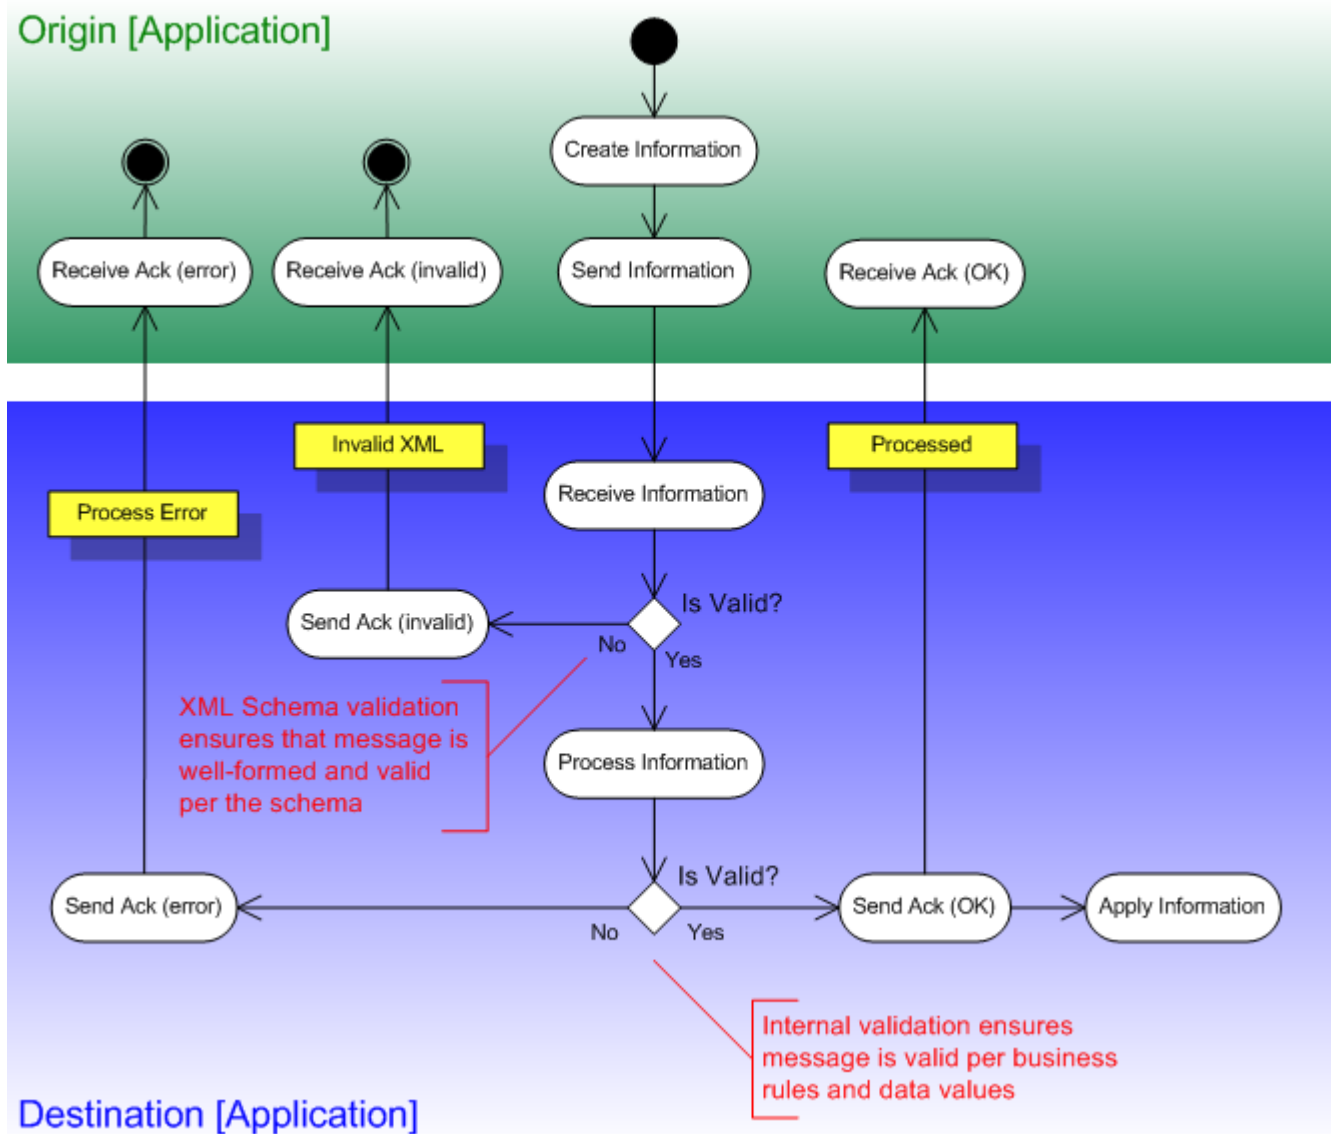 Origin [Application]
Create Information
Receive Ack (error)
Receive Ack (invalid)
Send Information
Receive Ack (OK)
Invalid XML
Processed
Process Error
Receive Information
Is Valid?
Send Ack (invalid)
No
Yes
XML Schema validation
ensures that message is
well-formed and valid
per the schema
Process Information
Is Valid?
Send Ack (error)
Send Ack (OK)
Apply Information
No
Yes
Internal validation ensures
message is valid per business
rules and data values
Destination [Application]